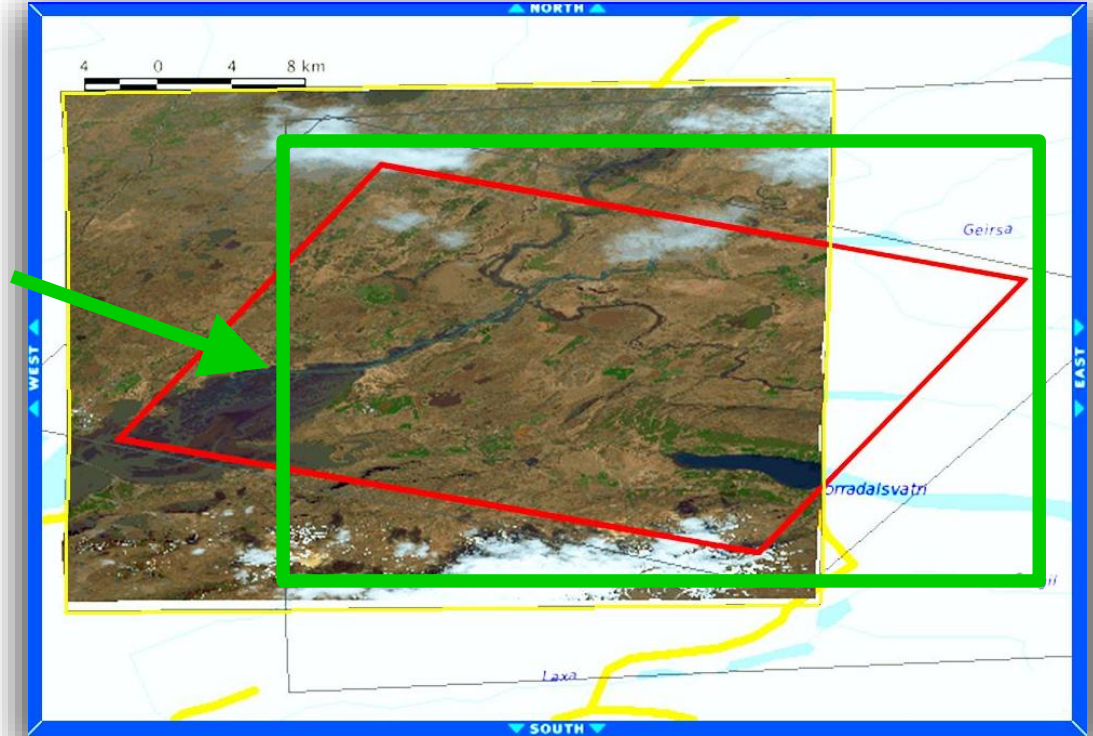 NORTH
4 0 4 8 km
Geirsa
WEST
EAST
orradalsvatn
Laxa
SOUTH